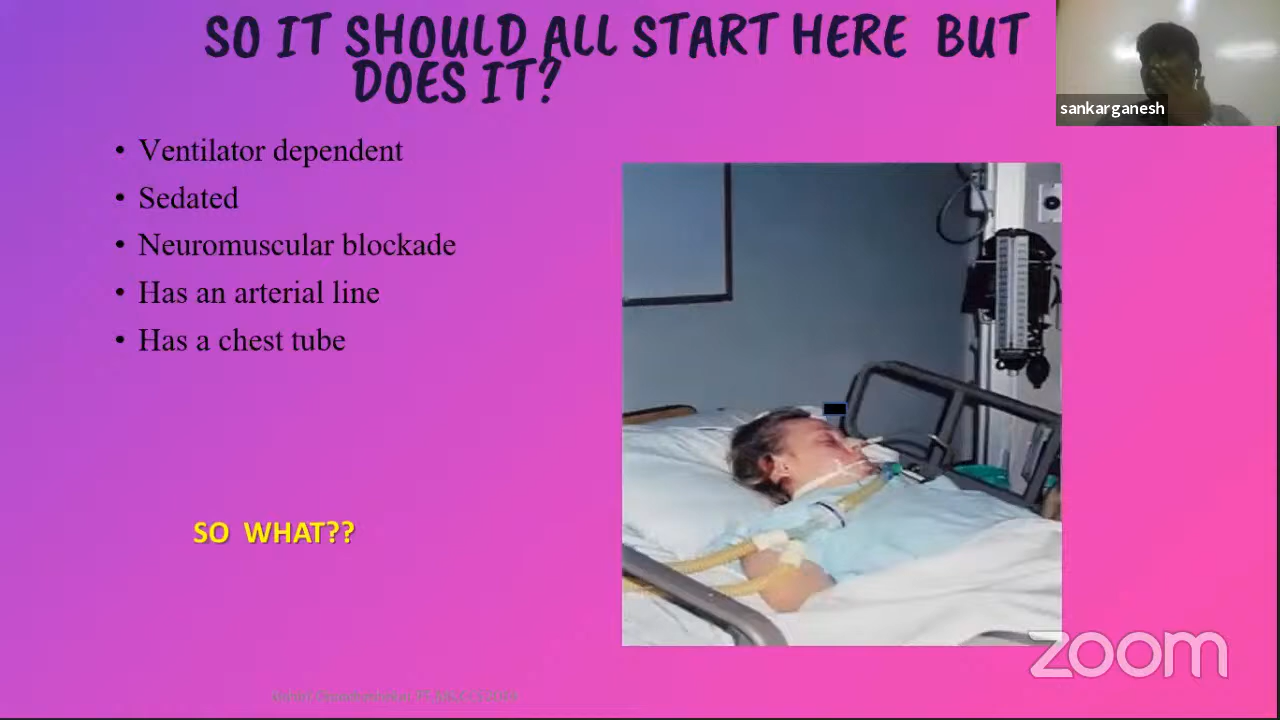 SO IT SHOULD ALL START HERE BUT
DOES IT?
sankarganesh
• Ventilator dependent
• Sedated
• Neuromuscular blockade
• Has an arterial line
• Has a chest tube
SO WHAT??
zoom